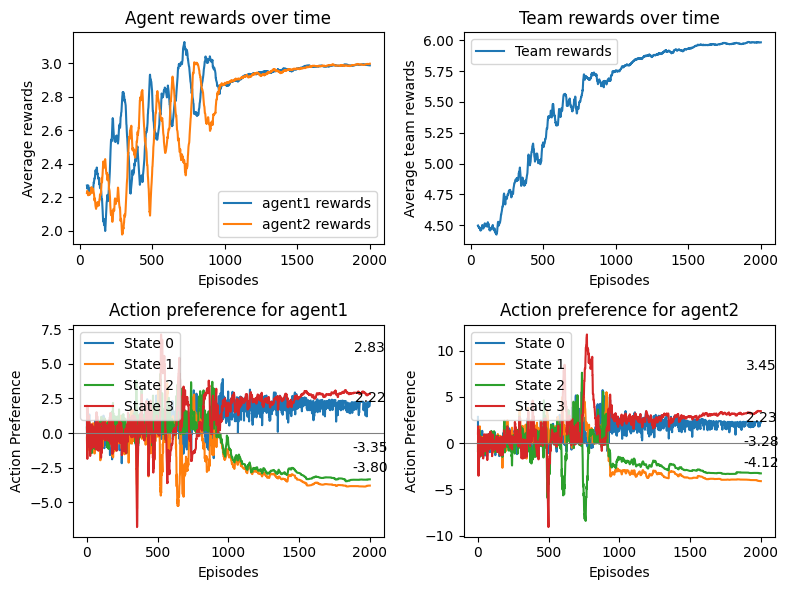 Agent rewards over time
3.0
2.8
2.6
2.4
2.2
2.0
Average rewards
agent1 rewards
agent2 rewards
0 500 1000 1500 2000
Episodes
Team rewards over time
6.00
5.75
5.50
5.25
5.00
4.75
4.50
Average team rewards
Team rewards
0 500 1000 1500 2000
Episodes
Action preference for agent1
7.5
5.0
2.5
0.0
-2.5
-5.0
Action Preference
State 0
State 1
State 2
State 3
2.83
2.22
-3.35
-3.80
0 500 1000 1500 2000
Episodes
Action preference for agent2
10
5
0
-5
-10
Action Preference
State 0
State 1
State 2
State 3
3.45
2.23
-3.28
-4.12
0 500 1000 1500 2000
Episodes